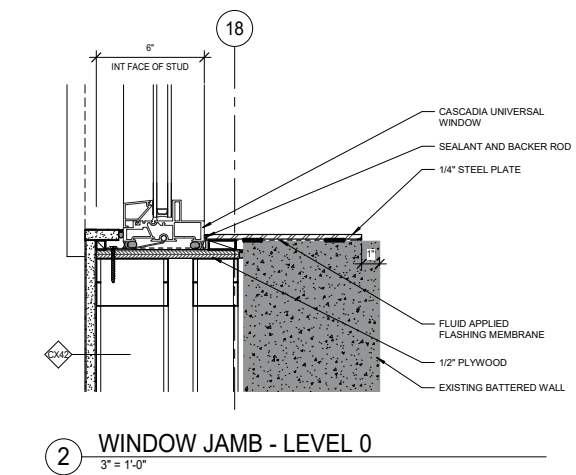 18
6"
INT FACE OF STUD
CASCADIA UNIVERSAL
WINDOW
SEALANT AND BACKER ROD
1/4" STEEL PLATE
1"
FLUID APPLIED
FLASHING MEMBRANE
CX42
1/2" PLYWOOD
EXISTING BATTERED WALL
2
WINDOW JAMB - LEVEL 0
3" = 1'-0"